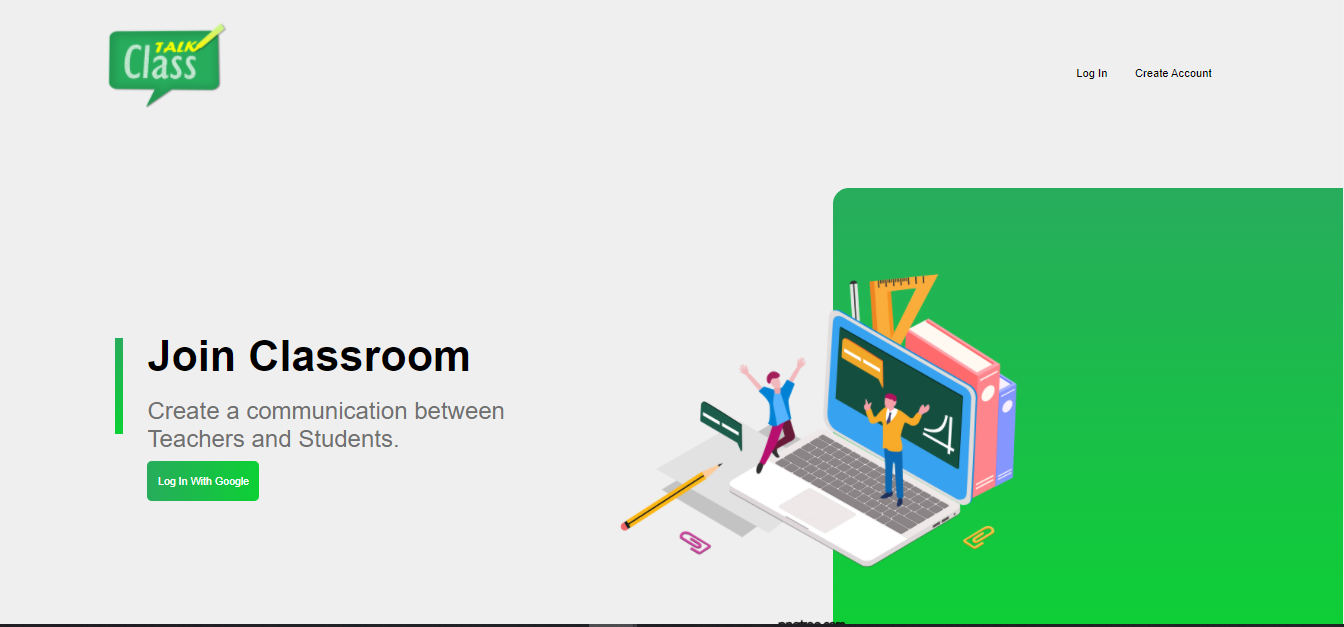 TALK
Class
Log In
Create Account
Join Classroom
Create a communication between
Teachers and Students.
Log In With Google